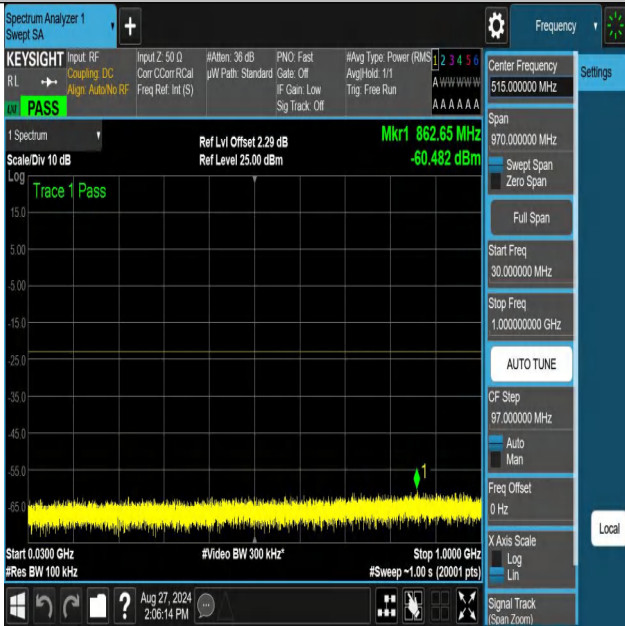 Spectrum Analyzer 1
Swept SA
+
Frequency
KEYSIGHT
RL
PASS
Input: RF
Coupling: DC
Align: Auto/No RF
Input Z: 50 Ω
Corr CCorr RCal
Freq Ref: Int (S)
#Atten: 36 dB
µW Path: Standard
PNO: Fast
Gate: Off
IF Gain: Low
Sig Track: Off
#Avg Type: Power (RMS
Avg|Hold: 1/1
Trig: Free Run
1 2 3 4 5 6
A W W W W W
A A A A A A
1 Spectrum
Scale/Div 10 dB
Ref Lvl Offset 2.29 dB
Ref Level 25.00 dBm
Mkr1 862.65 MHz
-60.482 dBm
Log
Trace 1 Pass
15.0
5.00
-5.00
-15.0
-25.0
-35.0
-45.0
-55.0
-65.0
1
Start 0.0300 GHz
#Res BW 100 kHz
#Video BW 300 kHz*
Stop 1.0000 GHz
#Sweep ~1.00 s (20001 pts)
Center Frequency
515.000000 MHz
Settings
Span
970.000000 MHz
Swept Span
Zero Span
Full Span
Start Freq
30.000000 MHz
Stop Freq
1.000000000 GHz
AUTO TUNE
CF Step
97.000000 MHz
Auto
Man
Freq Offset
0 Hz
X Axis Scale
Log
Lin
Local
Signal Track
(Span Zoom)
?
Aug 27, 2024
2:06:14 PM